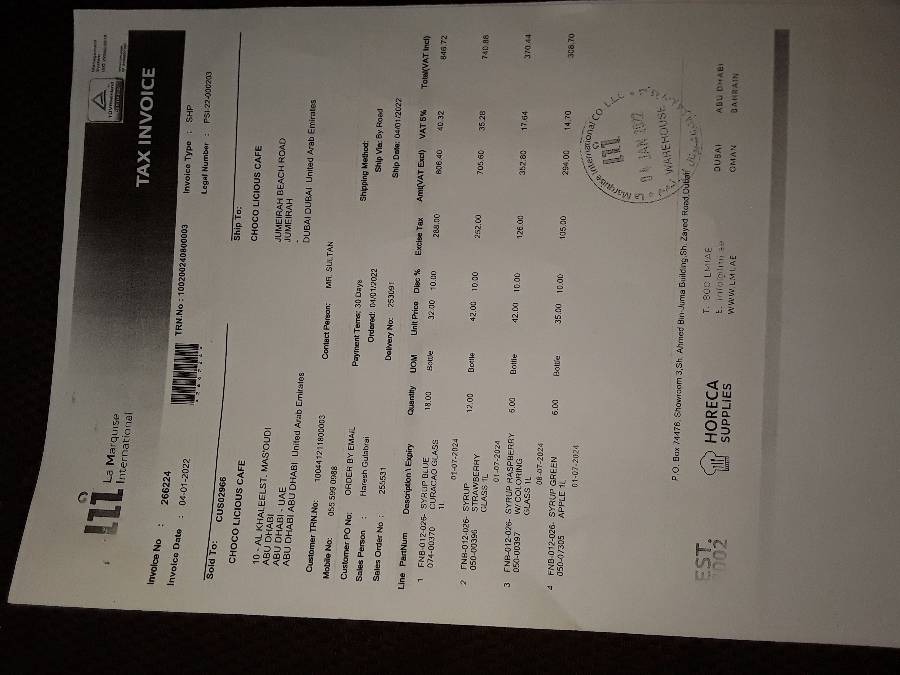 La Marquise
International
TAX INVOICE
Invoice No : 266224
Invoice Date : 04-01-2022
TRN.No : 100200240800003
Invoice Type : SHP
Legal Number : PSI-22-000203
Sold To: CUS02966
CHOCO LICIOUS CAFE
10 - AL KHALEELST. MAS'OUDI
ABU DHABI
ABU DHABI - UAE
ABU DHABI ABU DHABI United Arab Emirates
Ship To:
CHOCO LICIOUS CAFE
JUMEIRAH BEACH ROAD
JUMEIRAH
-
DUBAI DUBAI United Arab Emirates
Customer TRN.No: 100441211800003
Mobile No: 055 599 0988
Contact Person: MR. SULTAN
Customer PO No: ORDER BY EMAIL
Sales Person : Haresh Gulabrai
Payment Terms: 30 Days
Shipping Method:
Sales Order No : 250531
Ordered: 04/01/2022
Ship Via: By Road
Delivery No: 253091
Ship Date: 04/01/2022
Line PartNum Description \ Expiry Quantity UOM Unit Price Disc % Excise Tax Amt(VAT Excl) VAT 5% Total(VAT Incl)
1 FNB-012-026- SYRUP BLUE 18.00 Bottle 32.00 10.00 288.00 806.40 40.32 846.72
074-00370 CURACAO GLASS
1l
01-07-2024
2 FNB-012-026- SYRUP 12.00 Bottle 42.00 10.00 252.00 705.60 35.28 740.88
050-00396 STRAWBERRY
GLASS 1L
01-07-2024
3 FNB-012-026- SYRUP RASPBERRY 6.00 Bottle 42.00 10.00 126.00 352.80 17.64 370.44
050-00397 W/ COLORING
GLASS 1L
08-07-2024
4 FNB-012-026- SYRUP GREEN 6.00 Bottle 35.00 10.00 105.00 294.00 14.70 308.70
050-07305 APPLE 1L
01-07-2024
La Marquise International Co LLC
04 JAN 2022
WAREHOUSE
P.O. Box 74476, Showroom 3,Sh. Ahmed Bin Juma Building,Sh. Zayed Road,Dubai
EST.
2002
HORECA
SUPPLIES
T. 800 LMUAE
E. info@lmi.ae
WWW.LMI.AE
DUBAI ABU DHABI
OMAN BAHRAIN